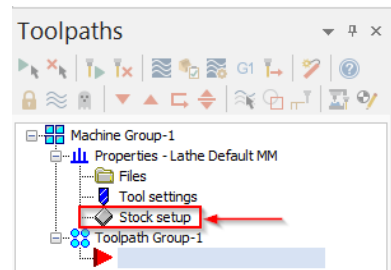 Toolpaths
G1
Machine Group-1
Properties - Lathe Default MM
Files
Tool settings
Stock setup
Toolpath Group-1